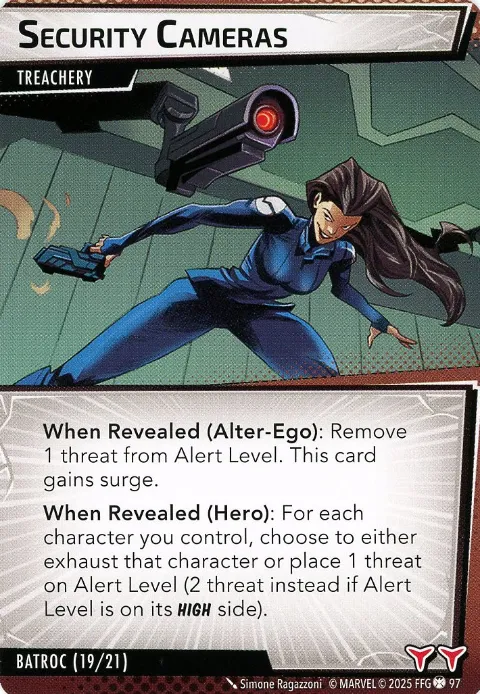 SECURITY CAMERAS
TREACHERY
When Revealed (Alter-Ego): Remove
1 threat from Alert Level. This card
gains surge.
When Revealed (Hero): For each
character you control, choose to either
exhaust that character or place 1 threat
on Alert Level (2 threat instead if Alert
Level is on its HIGH side).
BATROC (19/21)
Simone Ragazzoni © MARVEL © 2025 FFG 97